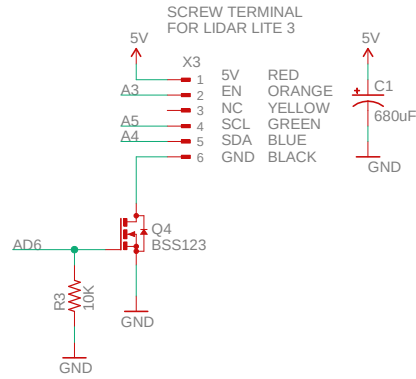 SCREW TERMINAL
FOR LIDAR LITE 3
5V
5V
X3
1 5V RED
A3 2 EN ORANGE
3 NC YELLOW
A5 4 SCL GREEN
A4 5 SDA BLUE
6 GND BLACK
+ C1
680uF
GND
Q4
BSS123
AD6
R3
10K
GND
GND